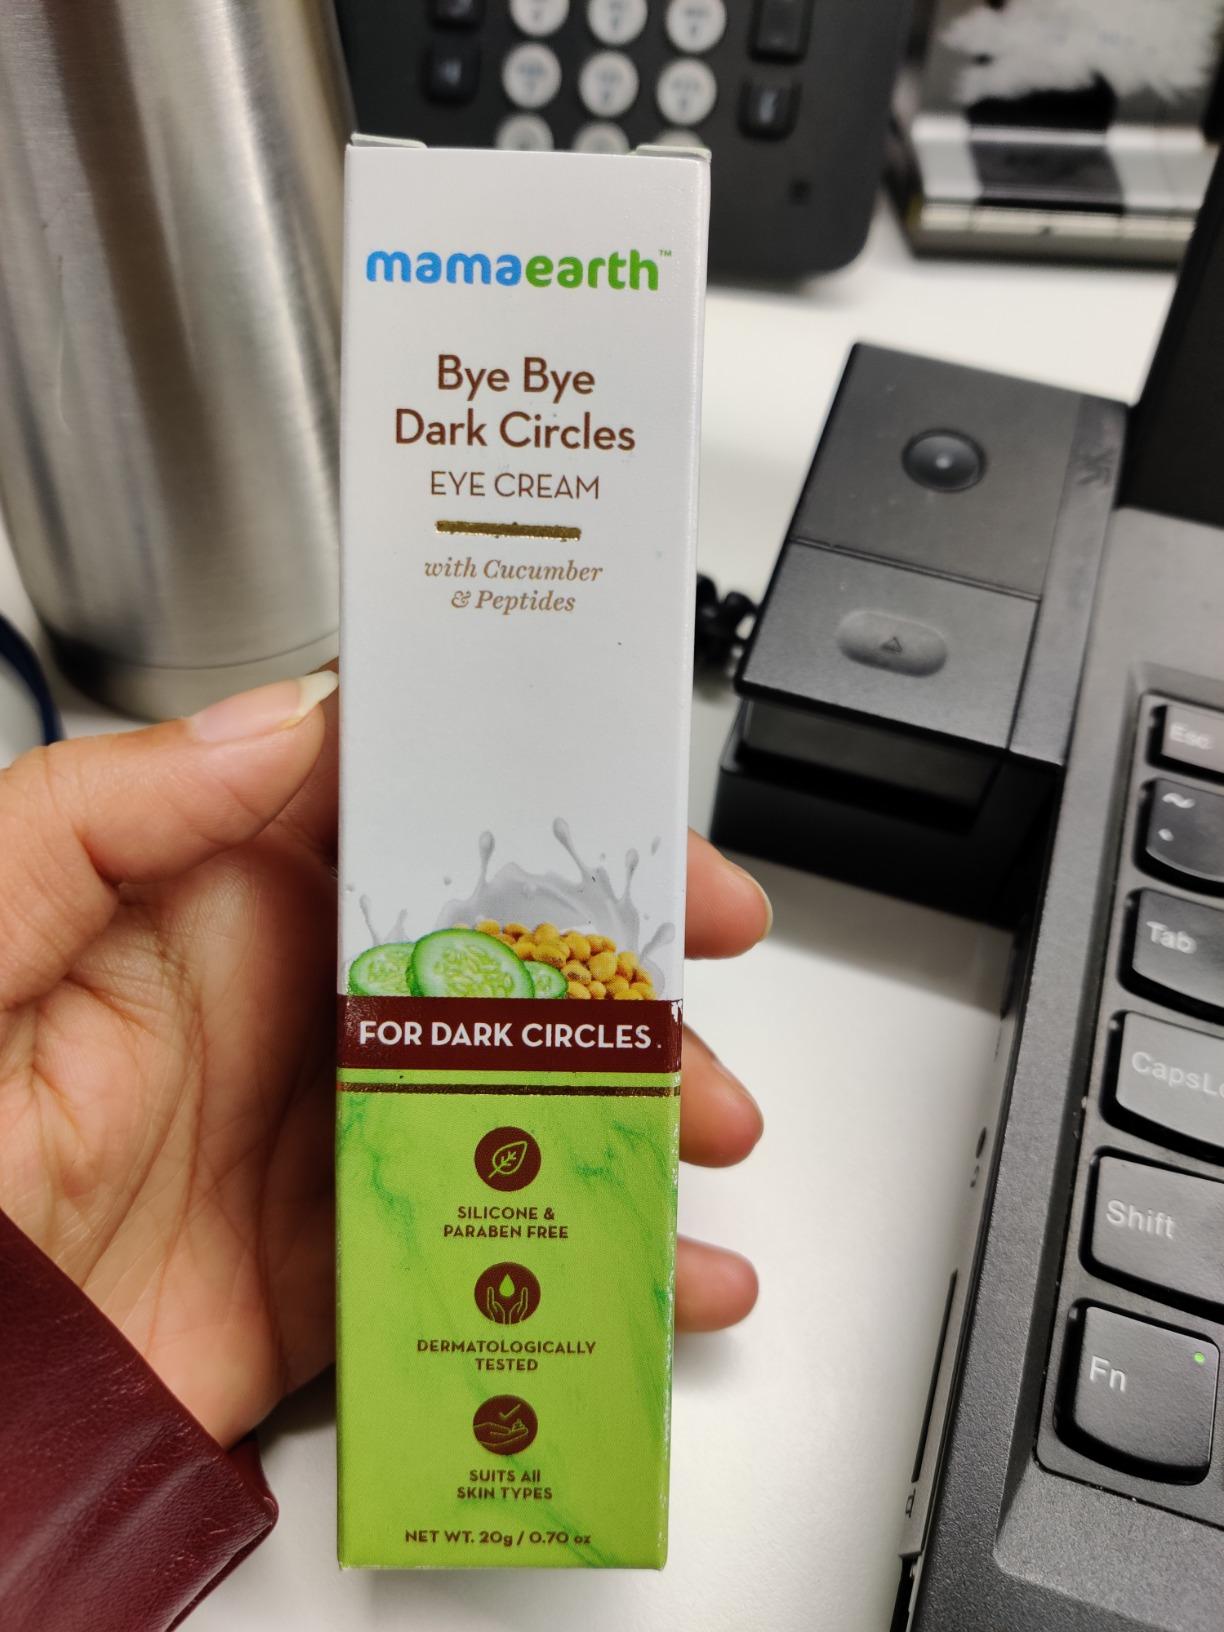 mamaearth™
Bye Bye
Dark Circles
EYE CREAM
with Cucumber
& Peptides
FOR DARK CIRCLES.
SILICONE &
PARABEN FREE
DERMATOLOGICALLY
TESTED
SUITS All
SKIN TYPES
NET WT. 20g / 0.70 oz
Esc
~
Tab
CapsLo
Shift
Fn